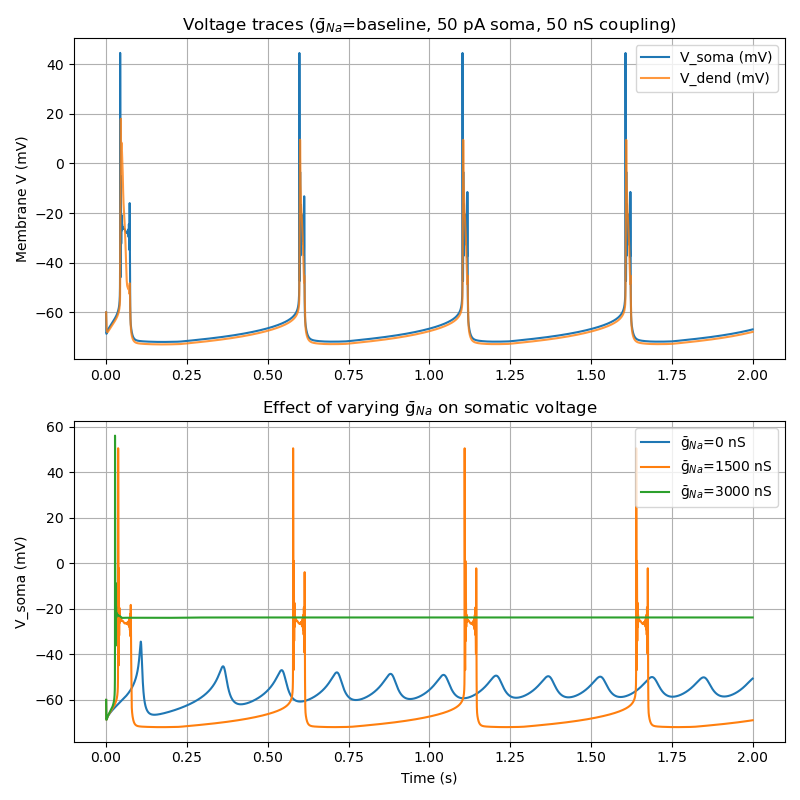 Voltage traces (ḡNa=baseline, 50 pA soma, 50 nS coupling)
V_soma (mV)
V_dend (mV)
Membrane V (mV)
40
20
0
−20
−40
−60
0.00 0.25 0.50 0.75 1.00 1.25 1.50 1.75 2.00
Effect of varying ḡNa on somatic voltage
ḡNa=0 nS
ḡNa=1500 nS
ḡNa=3000 nS
V_soma (mV)
60
40
20
0
−20
−40
−60
0.00 0.25 0.50 0.75 1.00 1.25 1.50 1.75 2.00
Time (s)